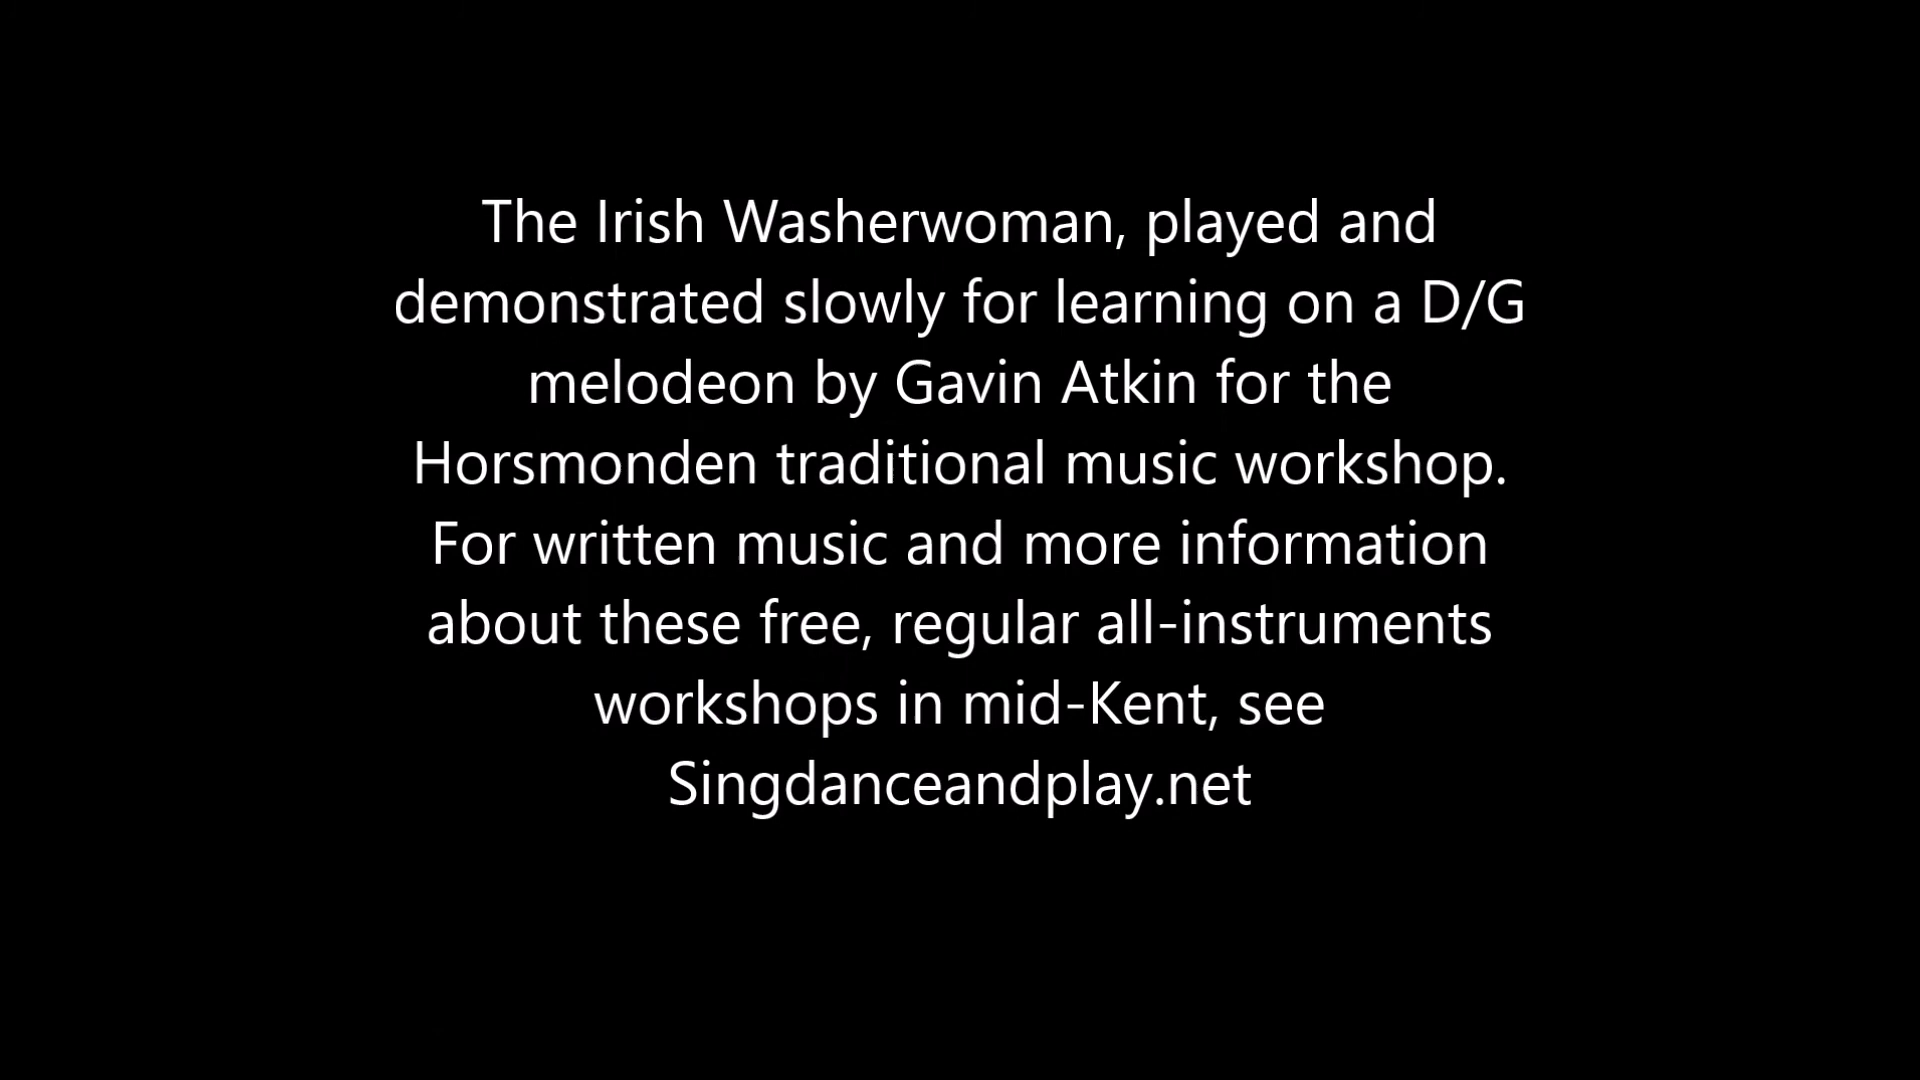 The Irish Washerwoman, played and
demonstrated slowly for learning on a D/G
melodeon by Gavin Atkin for the
Horsmonden traditional music workshop.
For written music and more information
about these free, regular all-instruments
workshops in mid-Kent, see
Singdanceandplay.net